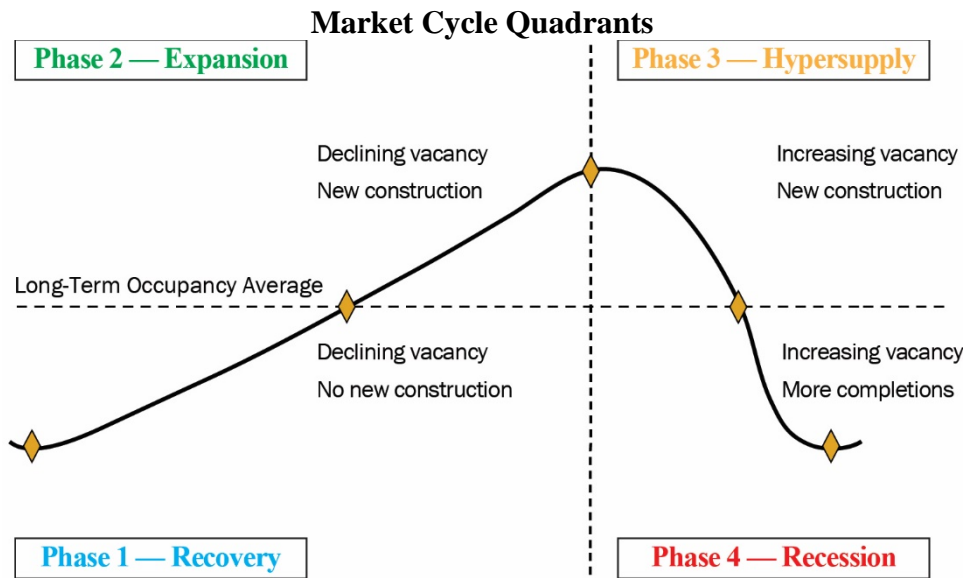 Market Cycle Quadrants
Phase 2 — Expansion
Phase 3 — Hypersupply
Declining vacancy
New construction
Increasing vacancy
New construction
Long-Term Occupancy Average
Declining vacancy
No new construction
Increasing vacancy
More completions
Phase 1 — Recovery
Phase 4 — Recession